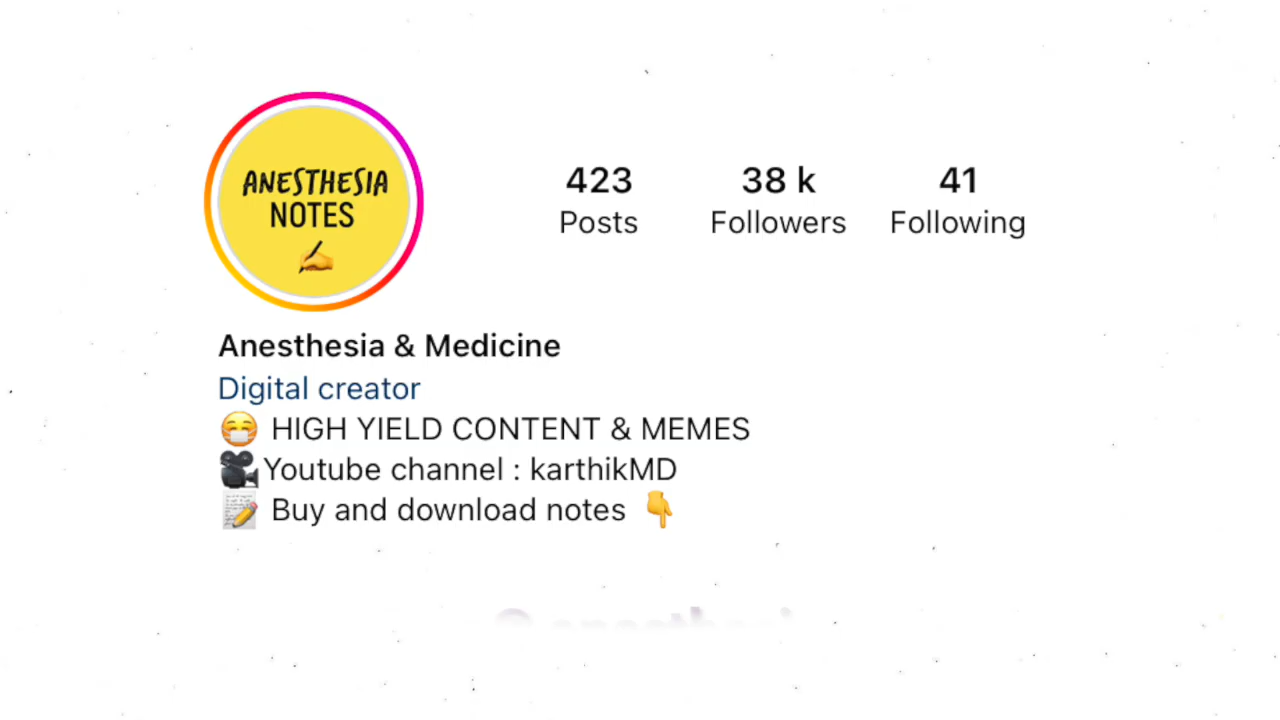 ANESTHESIA
NOTES
423
Posts
38 k
Followers
41
Following
Anesthesia & Medicine
Digital creator
😷 HIGH YIELD CONTENT & MEMES
🎥Youtube channel : karthikMD
📝 Buy and download notes 👇